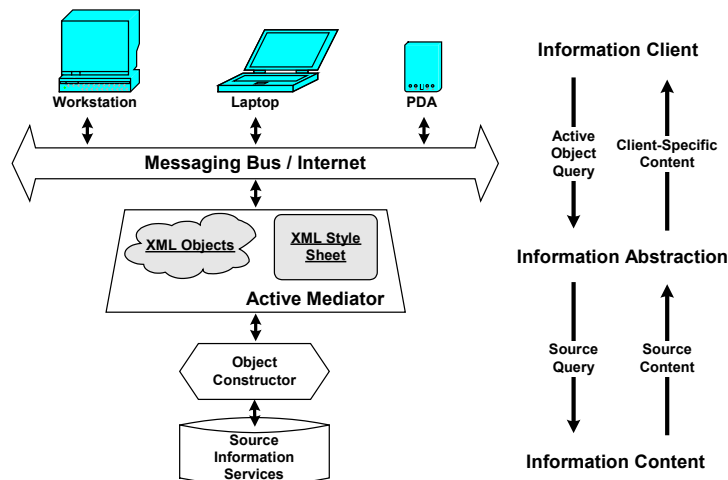 Workstation
Laptop
PDA
Messaging Bus / Internet
XML Objects
XML Style
Sheet
Active Mediator
Object
Constructor
Source
Information
Services
Information Client
Active
Object
Query
Client-Specific
Content
Information Abstraction
Source
Query
Source
Content
Information Content